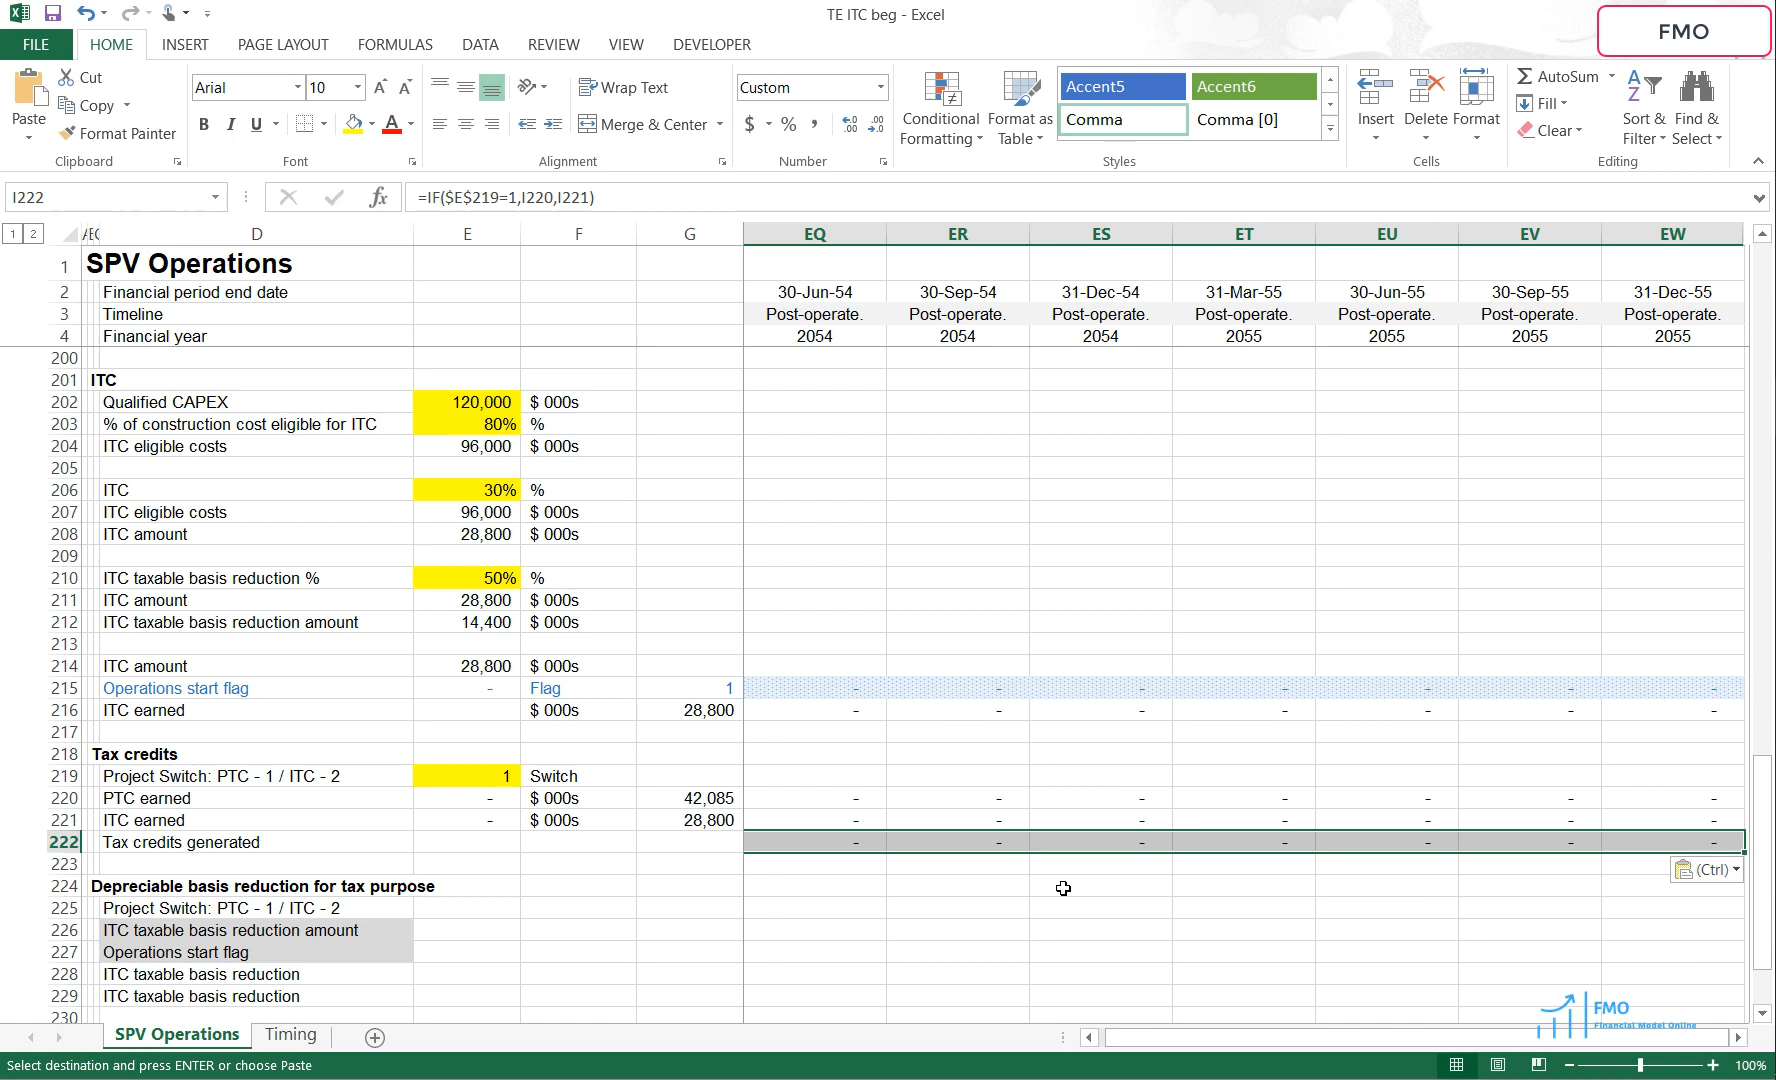 TE ITC beg - Excel
FMO
FILE HOME INSERT PAGE LAYOUT FORMULAS DATA REVIEW VIEW DEVELOPER
Paste
Cut
Copy
Format Painter
Clipboard
Arial 10
B I U
Font
Wrap Text
Merge & Center
Alignment
Custom
$ % ,
Number
Conditional Formatting
Format as Table
Accent5 Accent6
Comma Comma [0]
Styles
Insert Delete Format
Cells
AutoSum
Fill
Clear
Sort & Filter
Find & Select
Editing
I222 fx =IF($E$219=1,I220,I221)
1 2 D E F G EQ ER ES ET EU EV EW
1 SPV Operations
2 Financial period end date 30-Jun-54 30-Sep-54 31-Dec-54 31-Mar-55 30-Jun-55 30-Sep-55 31-Dec-55
3 Timeline Post-operate. Post-operate. Post-operate. Post-operate. Post-operate. Post-operate. Post-operate.
4 Financial year 2054 2054 2054 2055 2055 2055 2055
200
201 ITC
202 Qualified CAPEX 120,000 $ 000s
203 % of construction cost eligible for ITC 80% %
204 ITC eligible costs 96,000 $ 000s
205
206 ITC 30% %
207 ITC eligible costs 96,000 $ 000s
208 ITC amount 28,800 $ 000s
209
210 ITC taxable basis reduction % 50% %
211 ITC amount 28,800 $ 000s
212 ITC taxable basis reduction amount 14,400 $ 000s
213
214 ITC amount 28,800 $ 000s
215 Operations start flag - Flag 1 - - - - - - -
216 ITC earned $ 000s 28,800 - - - - - - -
217
218 Tax credits
219 Project Switch: PTC - 1 / ITC - 2 1 Switch
220 PTC earned - $ 000s 42,085 - - - - - - -
221 ITC earned - $ 000s 28,800 - - - - - - -
222 Tax credits generated - - - - - - -
223 (Ctrl)
224 Depreciable basis reduction for tax purpose
225 Project Switch: PTC - 1 / ITC - 2
226 ITC taxable basis reduction amount
227 Operations start flag
228 ITC taxable basis reduction
229 ITC taxable basis reduction
230
FMO
Financial Model Online
SPV Operations Timing
Select destination and press ENTER or choose Paste 100%